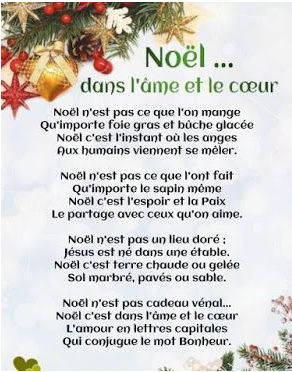 Noël ...
dans l'âme et le cœur
Noël n'est pas ce que l'on mange
Qu'importe foie gras et bûche glacée
Noël c'est l'instant où les anges
Aux humains viennent se mêler.
Noël n'est pas ce que l'ont fait
Qu'importe le sapin même
Noël c'est l'espoir et la Paix
Le partage avec ceux qu'on aime.
Noël n'est pas un lieu doré ;
Jésus est né dans une étable.
Noël c'est terre chaude ou gelée
Sol marbré, pavés ou sable.
Noël n'est pas cadeau vénal...
Noël c'est dans l'âme et le cœur
L'amour en lettres capitales
Qui conjugue le mot Bonheur.